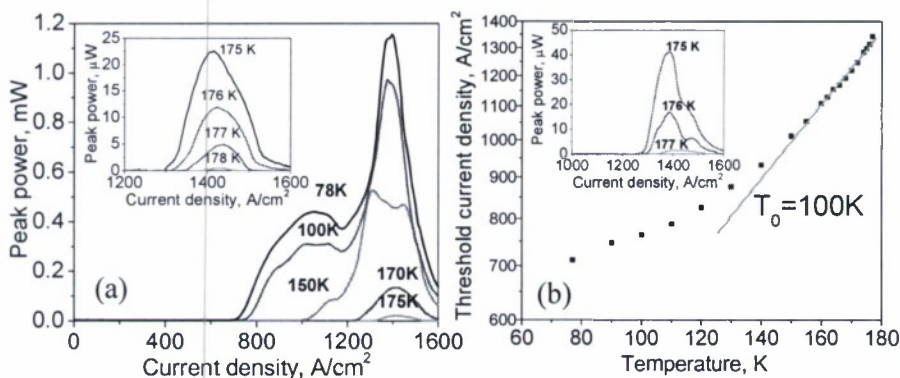 Peak power, mW
1.2
1.0
0.8
0.6
0.4
0.2
0.0
0 400 800 1200 1600
Current density, A/cm²
(a)
78K
100K
150K
170K
175K
Peak power, µW
25
20
15
10
5
0
1200 1400 1600
Current density, A/cm²
175 K
176 K
177 K
178 K
Threshold current density, A/cm²
1400
1300
1200
1100
1000
900
800
700
600
60 80 100 120 140 160 180
Temperature, K
(b)
T₀=100K
Peak power, µW
50
40
30
20
10
0
1000 1200 1400 1600
Current density, A/cm²
175 K
176 K
177 K